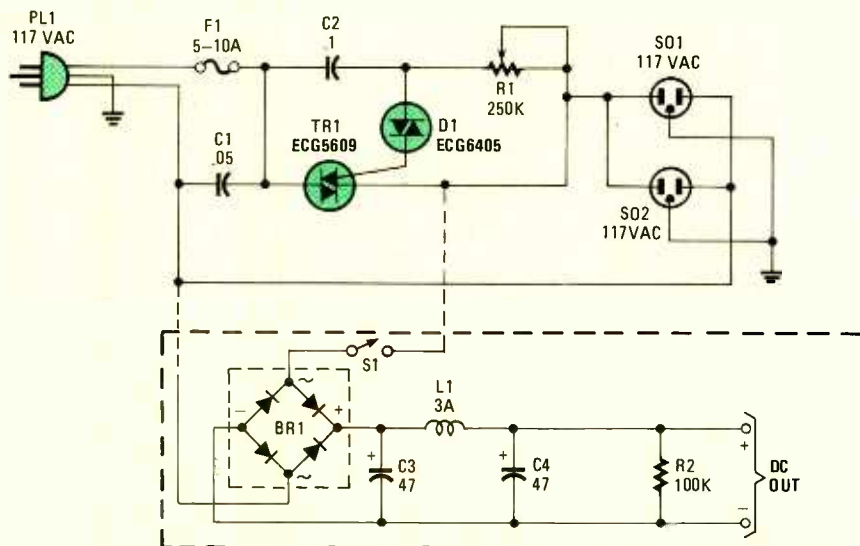 PL1
117 VAC
F1
5–10A
C2
.1
R1
250K
SO1
117 VAC
TR1
ECG5609
D1
ECG6405
C1
.05
SO2
117VAC
S1
L1
3A
~
–
BR1
+
~
+
C3
47
+
C4
47
R2
100K
+
DC
OUT
–